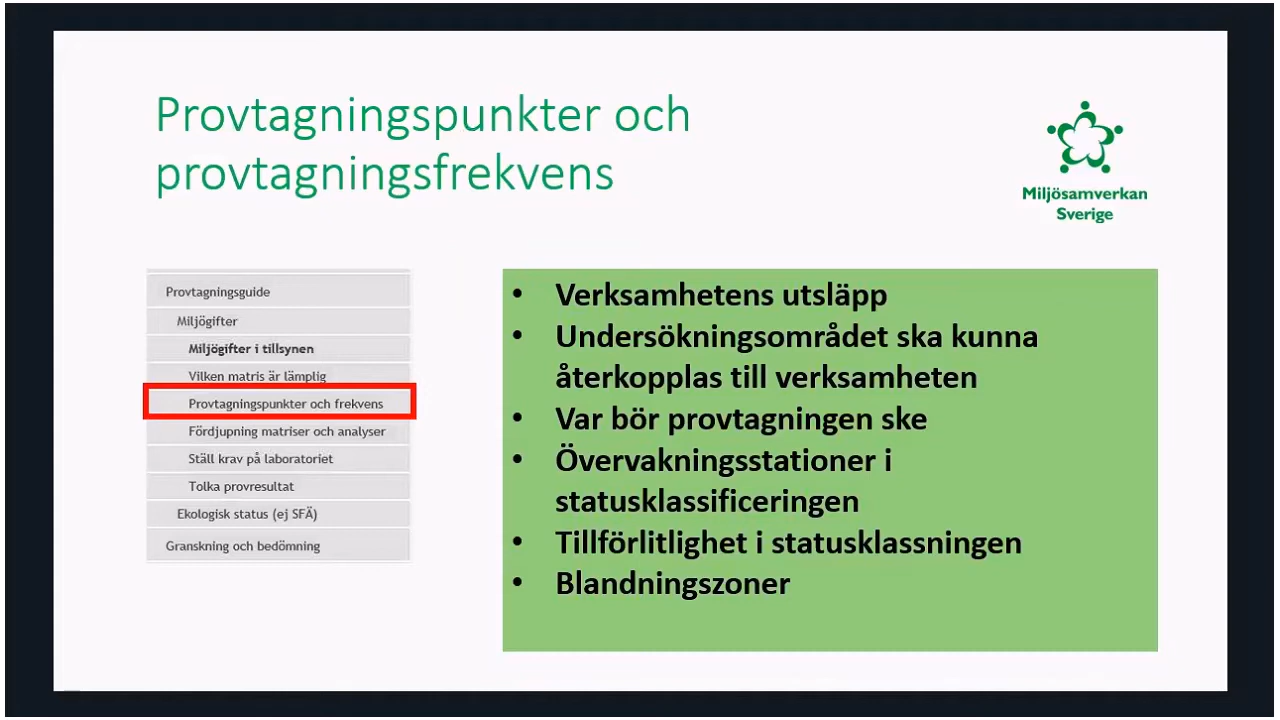 Provtagningspunkter och
provtagningsfrekvens
Miljösamverkan
Sverige
Provtagningsguide
Miljögifter
Miljögifter i tillsynen
Vilken matris är lämplig
Provtagningspunkter och frekvens
Fördjupning matriser och analyser
Ställ krav på laboratoriet
Tolka provresultat
Ekologisk status (ej SFÄ)
Granskning och bedömning
• Verksamhetens utsläpp
• Undersökningsområdet ska kunna
återkopplas till verksamheten
• Var bör provtagningen ske
• Övervakningsstationer i
statusklassificeringen
• Tillförlitlighet i statusklassningen
• Blandningszoner